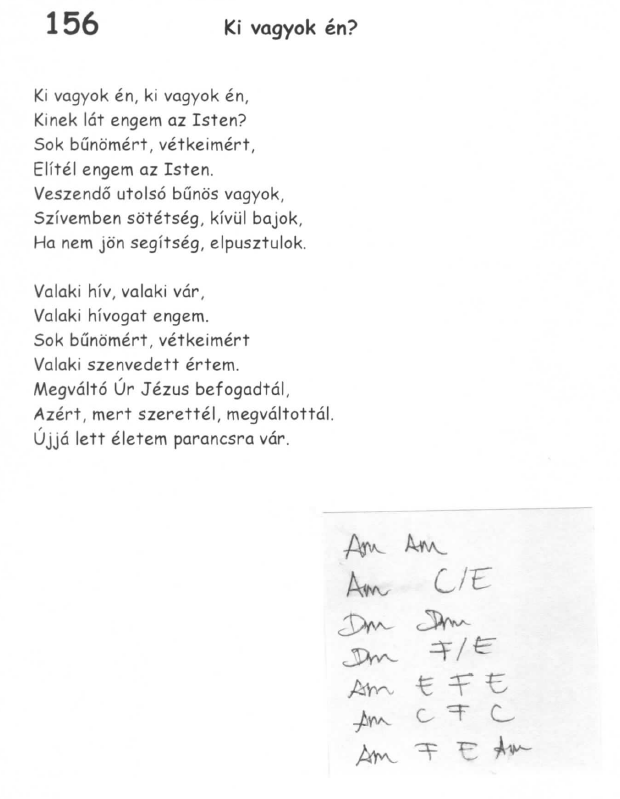 156 Ki vagyok én?
Ki vagyok én, ki vagyok én,
Kinek lát engem az Isten?
Sok bűnömért, vétkeimért,
Elítél engem az Isten.
Veszendő utolsó bűnös vagyok,
Szívemben sötétség, kívül bajok,
Ha nem jön segítség, elpusztulok.
Valaki hív, valaki vár,
Valaki hívogat engem.
Sok bűnömért, vétkeimért
Valaki szenvedett értem.
Megváltó Úr Jézus befogadtál,
Azért, mert szerettél, megváltottál.
Újjá lett életem parancsra vár.
Am Am
Am C/E
Dm Dm
Dm F/E
Am E F E
Am C F C
Am F E Am